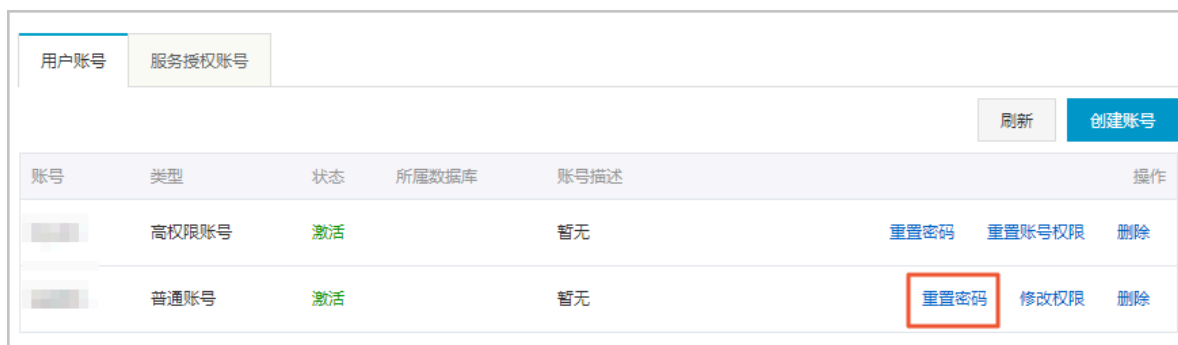 用户账号 服务授权账号
刷新 创建账号
账号 类型 状态 所属数据库 账号描述 操作
高权限账号 激活 暂无 重置密码 重置账号权限 删除
普通账号 激活 暂无 重置密码 修改权限 删除